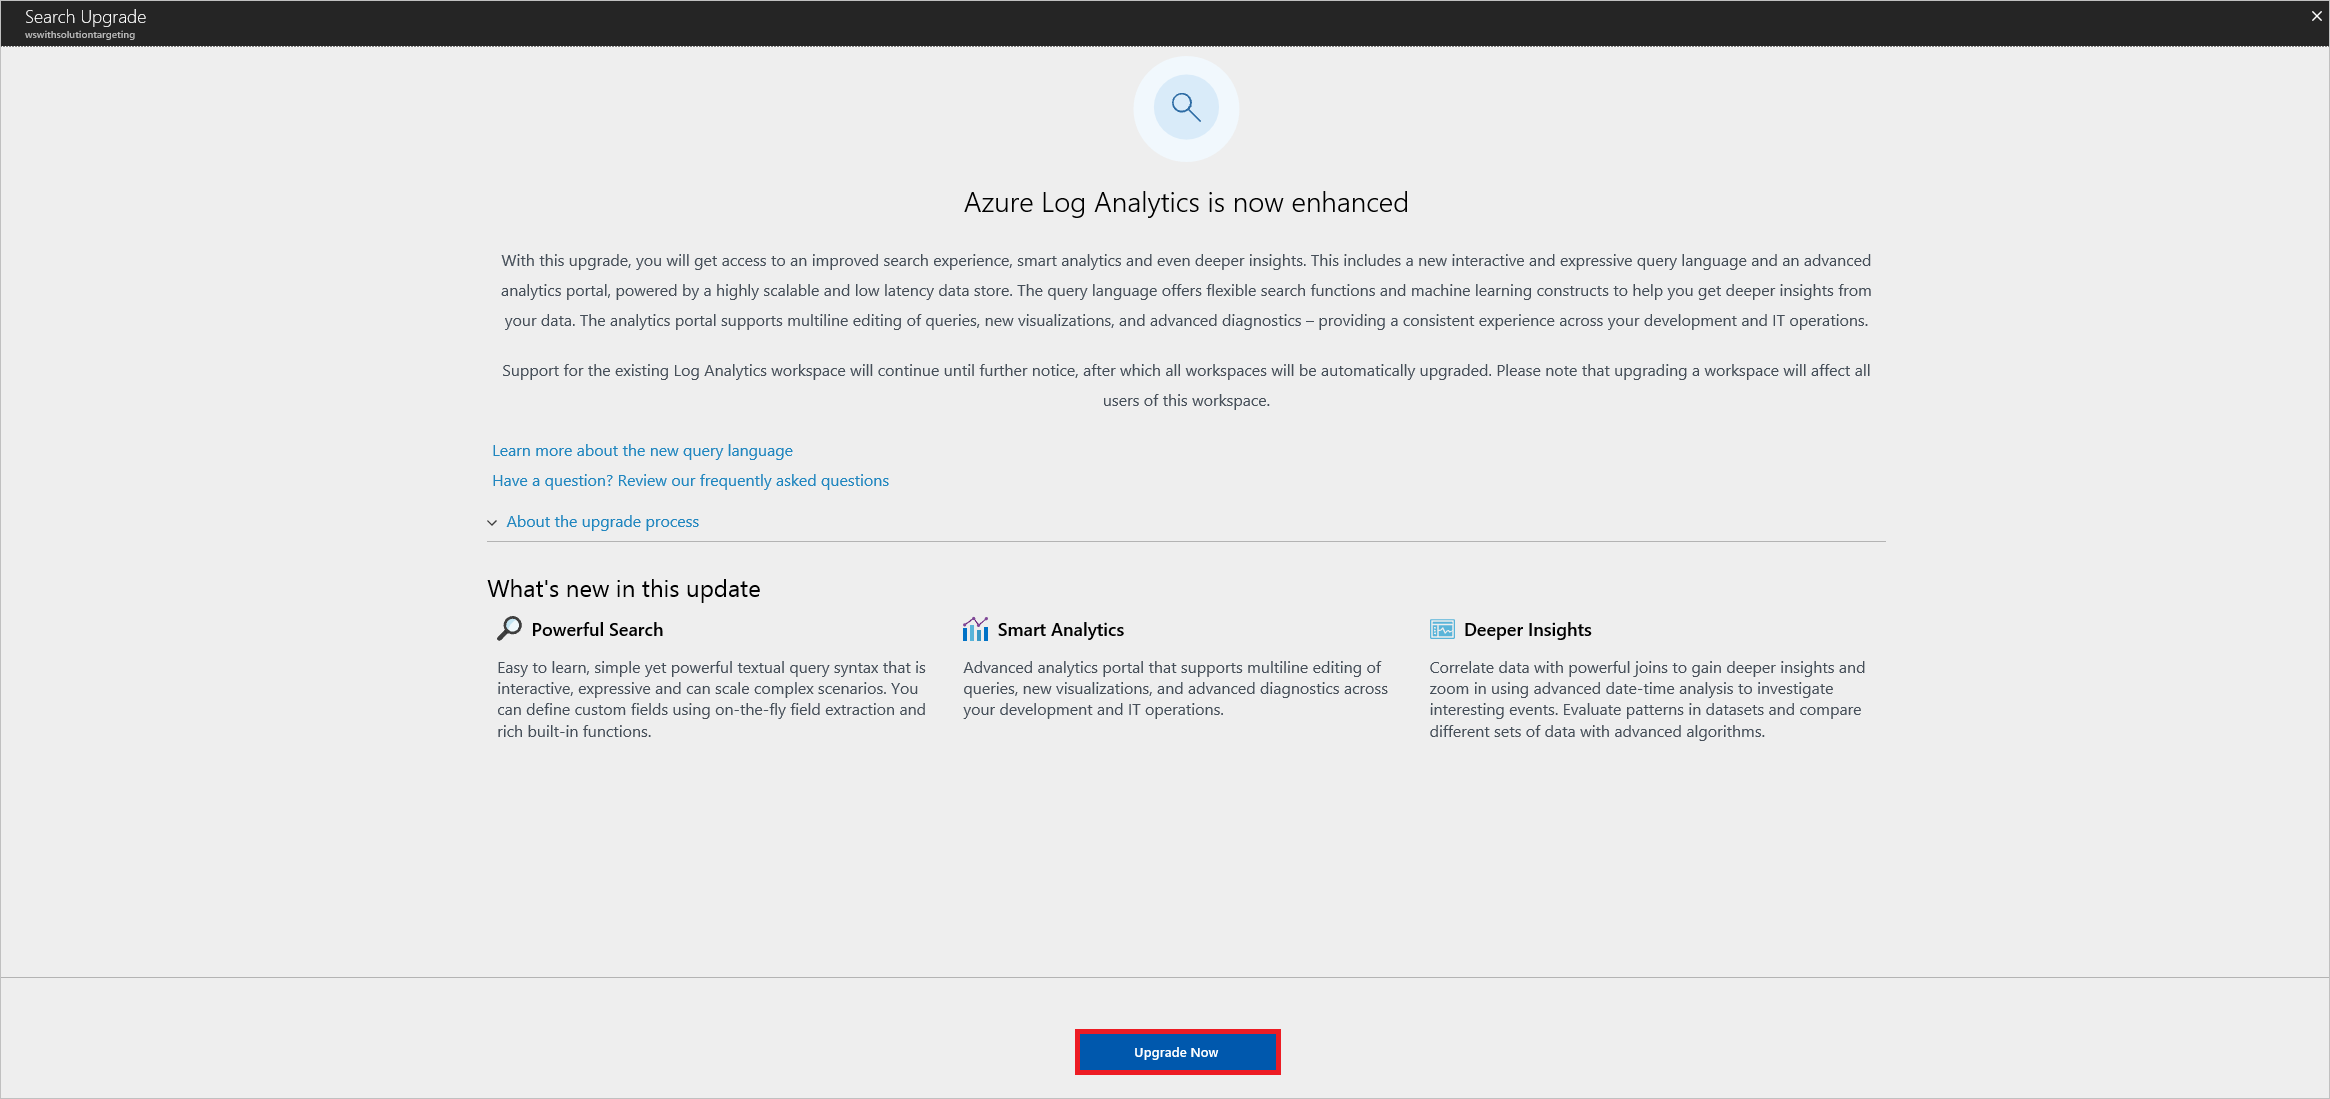 Search Upgrade
wswithsolutiontargeting
Azure Log Analytics is now enhanced
With this upgrade, you will get access to an improved search experience, smart analytics and even deeper insights. This includes a new interactive and expressive query language and an advanced
analytics portal, powered by a highly scalable and low latency data store. The query language offers flexible search functions and machine learning constructs to help you get deeper insights from
your data. The analytics portal supports multiline editing of queries, new visualizations, and advanced diagnostics – providing a consistent experience across your development and IT operations.
Support for the existing Log Analytics workspace will continue until further notice, after which all workspaces will be automatically upgraded. Please note that upgrading a workspace will affect all
users of this workspace.
Learn more about the new query language
Have a question? Review our frequently asked questions
About the upgrade process
What's new in this update
Powerful Search
Easy to learn, simple yet powerful textual query syntax that is
interactive, expressive and can scale complex scenarios. You
can define custom fields using on-the-fly field extraction and
rich built-in functions.
Smart Analytics
Advanced analytics portal that supports multiline editing of
queries, new visualizations, and advanced diagnostics across
your development and IT operations.
Deeper Insights
Correlate data with powerful joins to gain deeper insights and
zoom in using advanced date-time analysis to investigate
interesting events. Evaluate patterns in datasets and compare
different sets of data with advanced algorithms.
Upgrade Now